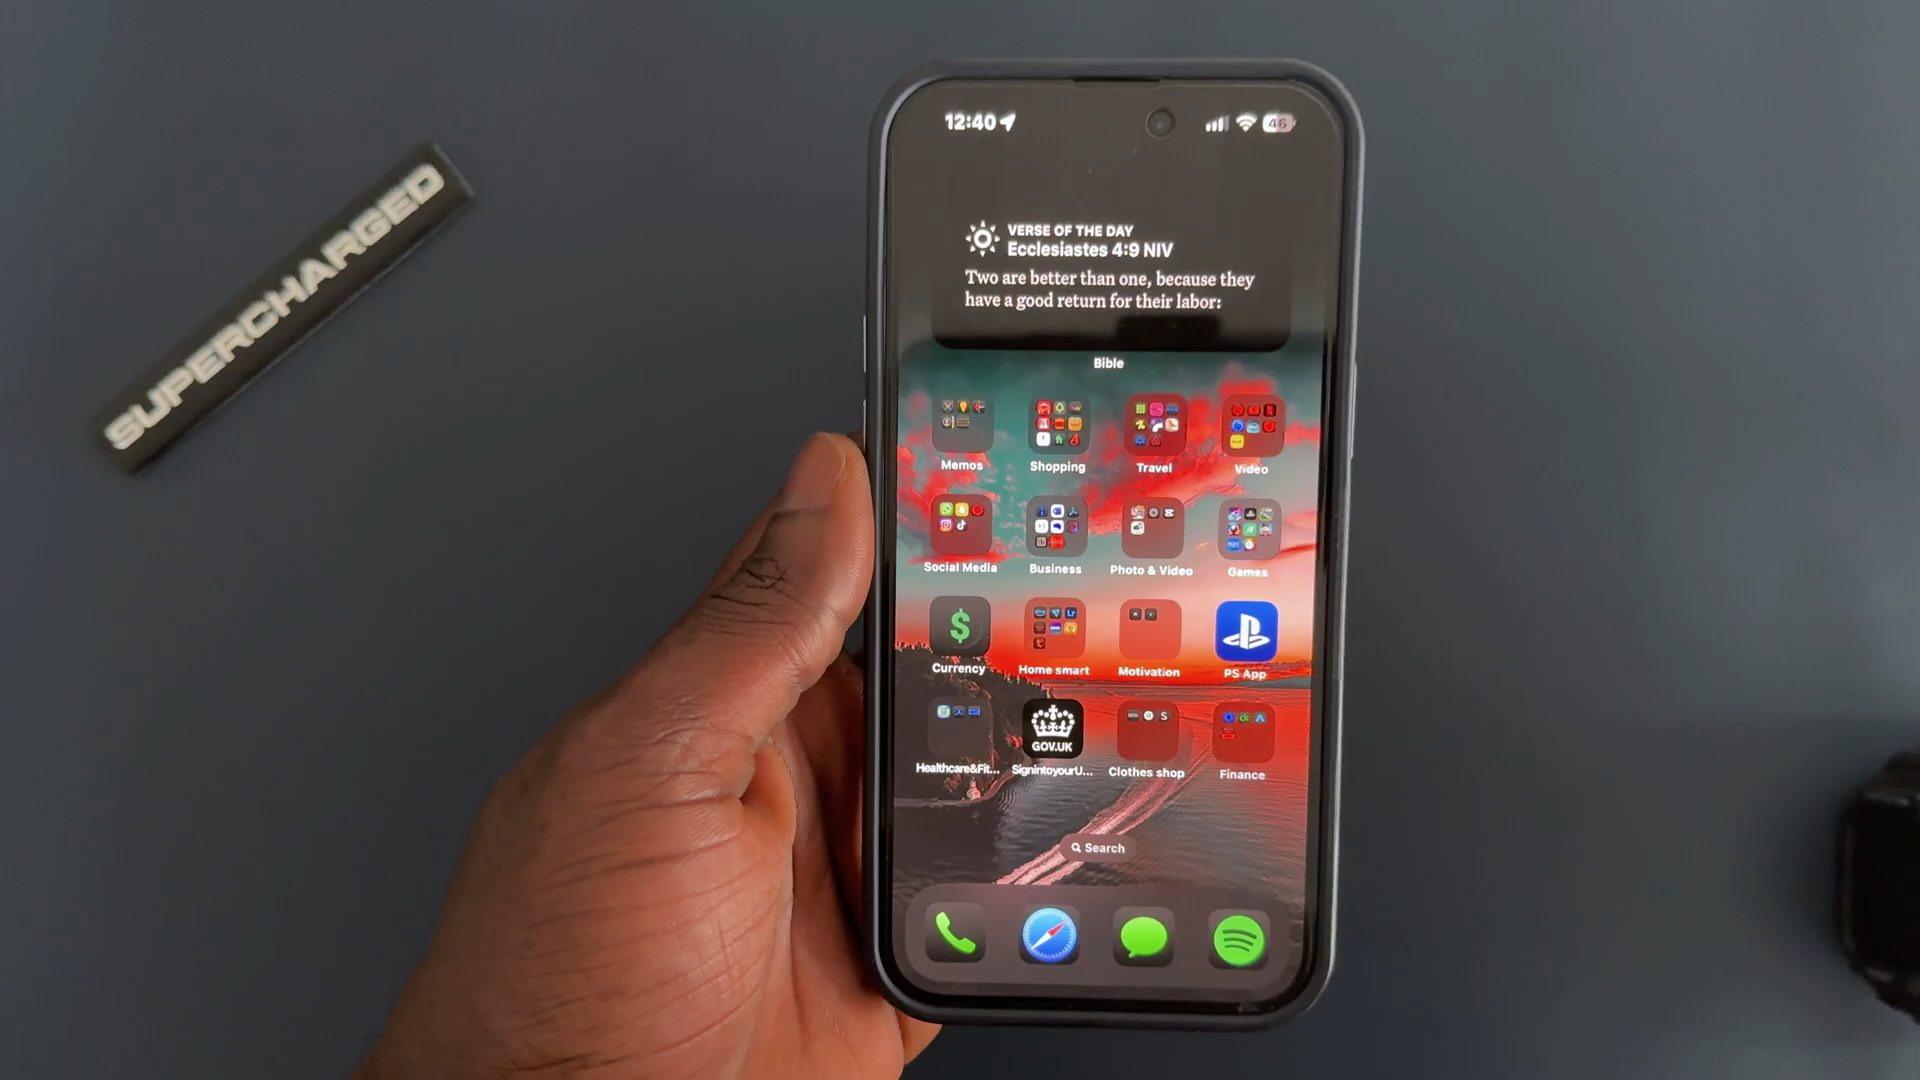 SUPERCHARGED
12:40
46
VERSE OF THE DAY
Ecclesiastes 4:9 NIV
Two are better than one, because they
have a good return for their labor:
Bible
Memos
Shopping
Travel
Video
Social Media
Business
Photo & Video
Games
$
Currency
Home smart
Motivation
PS App
GOV.UK
Healthcare&Fit...
SignintoyourU...
Clothes shop
Finance
Search